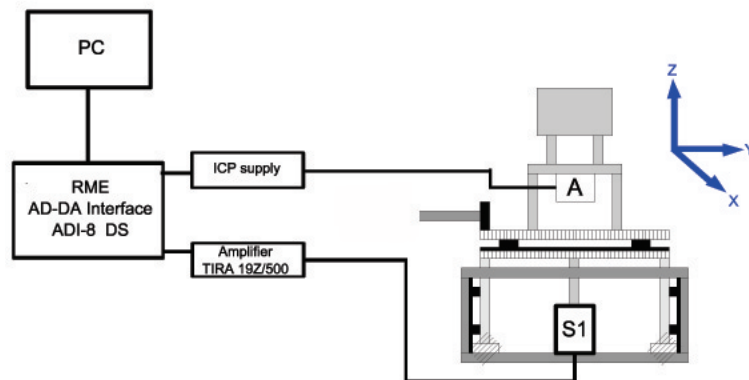 PC
RME
AD-DA Interface
ADI-8 DS
ICP supply
Amplifier
TIRA 19Z/500
A
S1
Z
Y
X